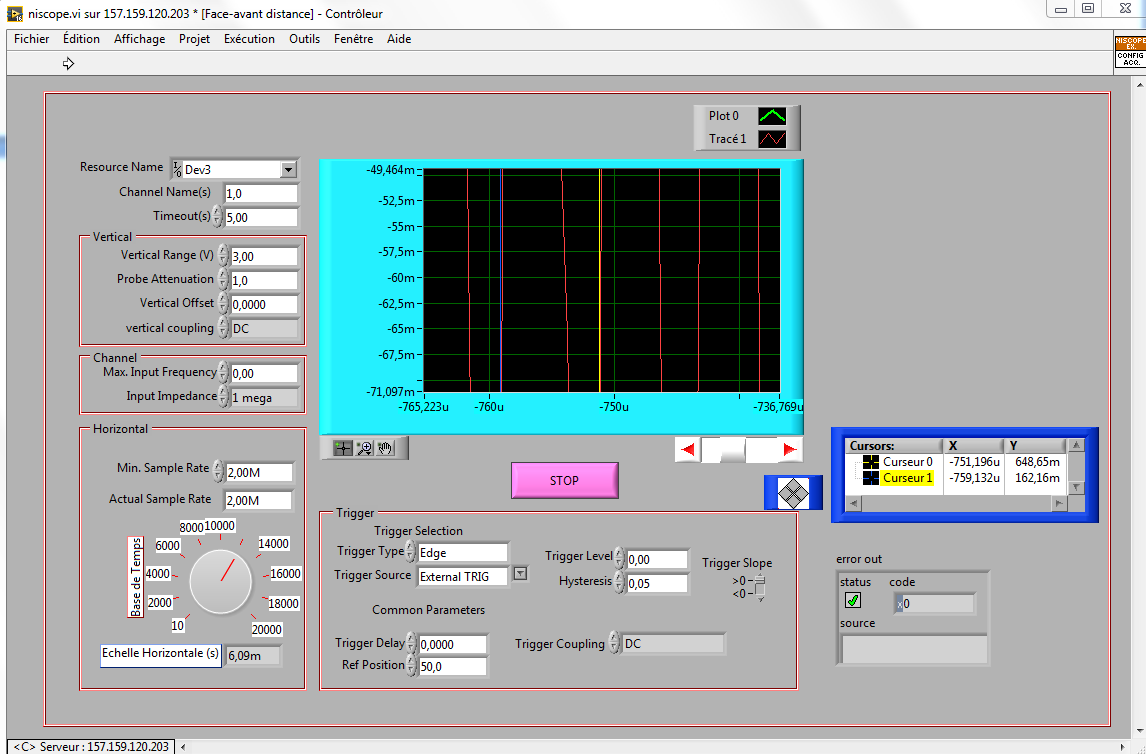 niscope.vi sur 157.159.120.203 * [Face-avant distance] - Contrôleur
Fichier Édition Affichage Projet Exécution Outils Fenêtre Aide
NISCOPE
EX.
CONFIG
ACQ.
Plot 0
Tracé 1
Resource Name Dev3
Channel Name(s) 1,0
Timeout(s) 5,00
Vertical
Vertical Range (V) 3,00
Probe Attenuation 1,0
Vertical Offset 0,0000
vertical coupling DC
Channel
Max. Input Frequency 0,00
Input Impedance 1 mega
-49,464m
-52,5m
-55m
-57,5m
-60m
-62,5m
-65m
-67,5m
-71,097m
-765,223u -760u -750u -736,769u
Horizontal
Min. Sample Rate 2,00M
Actual Sample Rate 2,00M
Base de Temps
10 2000 4000 6000 8000 10000 14000 16000 18000 20000
Echelle Horizontale (s) 6,09m
STOP
Cursors: X Y
Curseur 0 -751,196u 648,65m
Curseur 1 -759,132u 162,16m
Trigger
Trigger Selection
Trigger Type Edge
Trigger Source External TRIG
Trigger Level 0,00
Hysteresis 0,05
Trigger Slope
>0
<0
Common Parameters
Trigger Delay 0,0000
Ref Position 50,0
Trigger Coupling DC
error out
status code
x0
source
<C> Serveur : 157.159.120.203